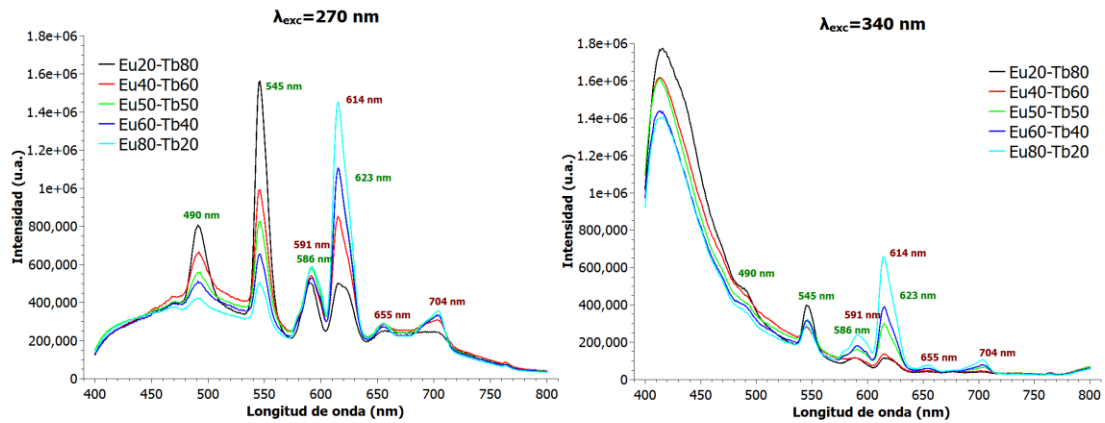 λexc=270 nm
1.8e+06
1.6e+06
1.4e+06
1.2e+06
1e+06
800,000
600,000
400,000
200,000
0
Intensidad (u.a.)
Eu20-Tb80
Eu40-Tb60
Eu50-Tb50
Eu60-Tb40
Eu80-Tb20
490 nm
545 nm
591 nm
586 nm
614 nm
623 nm
655 nm
704 nm
400 450 500 550 600 650 700 750 800
Longitud de onda (nm)
λexc=340 nm
1.8e+06
1.6e+06
1.4e+06
1.2e+06
1e+06
800,000
600,000
400,000
200,000
0
Intensidad (u.a.)
Eu20-Tb80
Eu40-Tb60
Eu50-Tb50
Eu60-Tb40
Eu80-Tb20
490 nm
545 nm
591 nm
586 nm
614 nm
623 nm
655 nm
704 nm
400 450 500 550 600 650 700 750 800
Longitud de onda (nm)